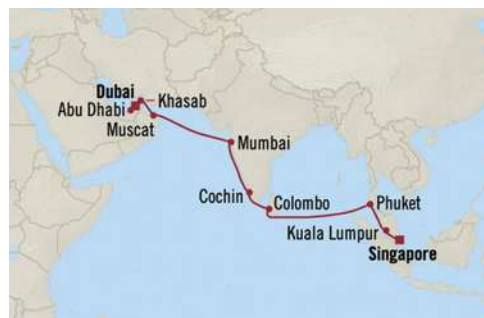 Dubai
Khasab
Abu Dhabi
Muscat
Mumbai
Cochin
Colombo
Phuket
Kuala Lumpur
Singapore